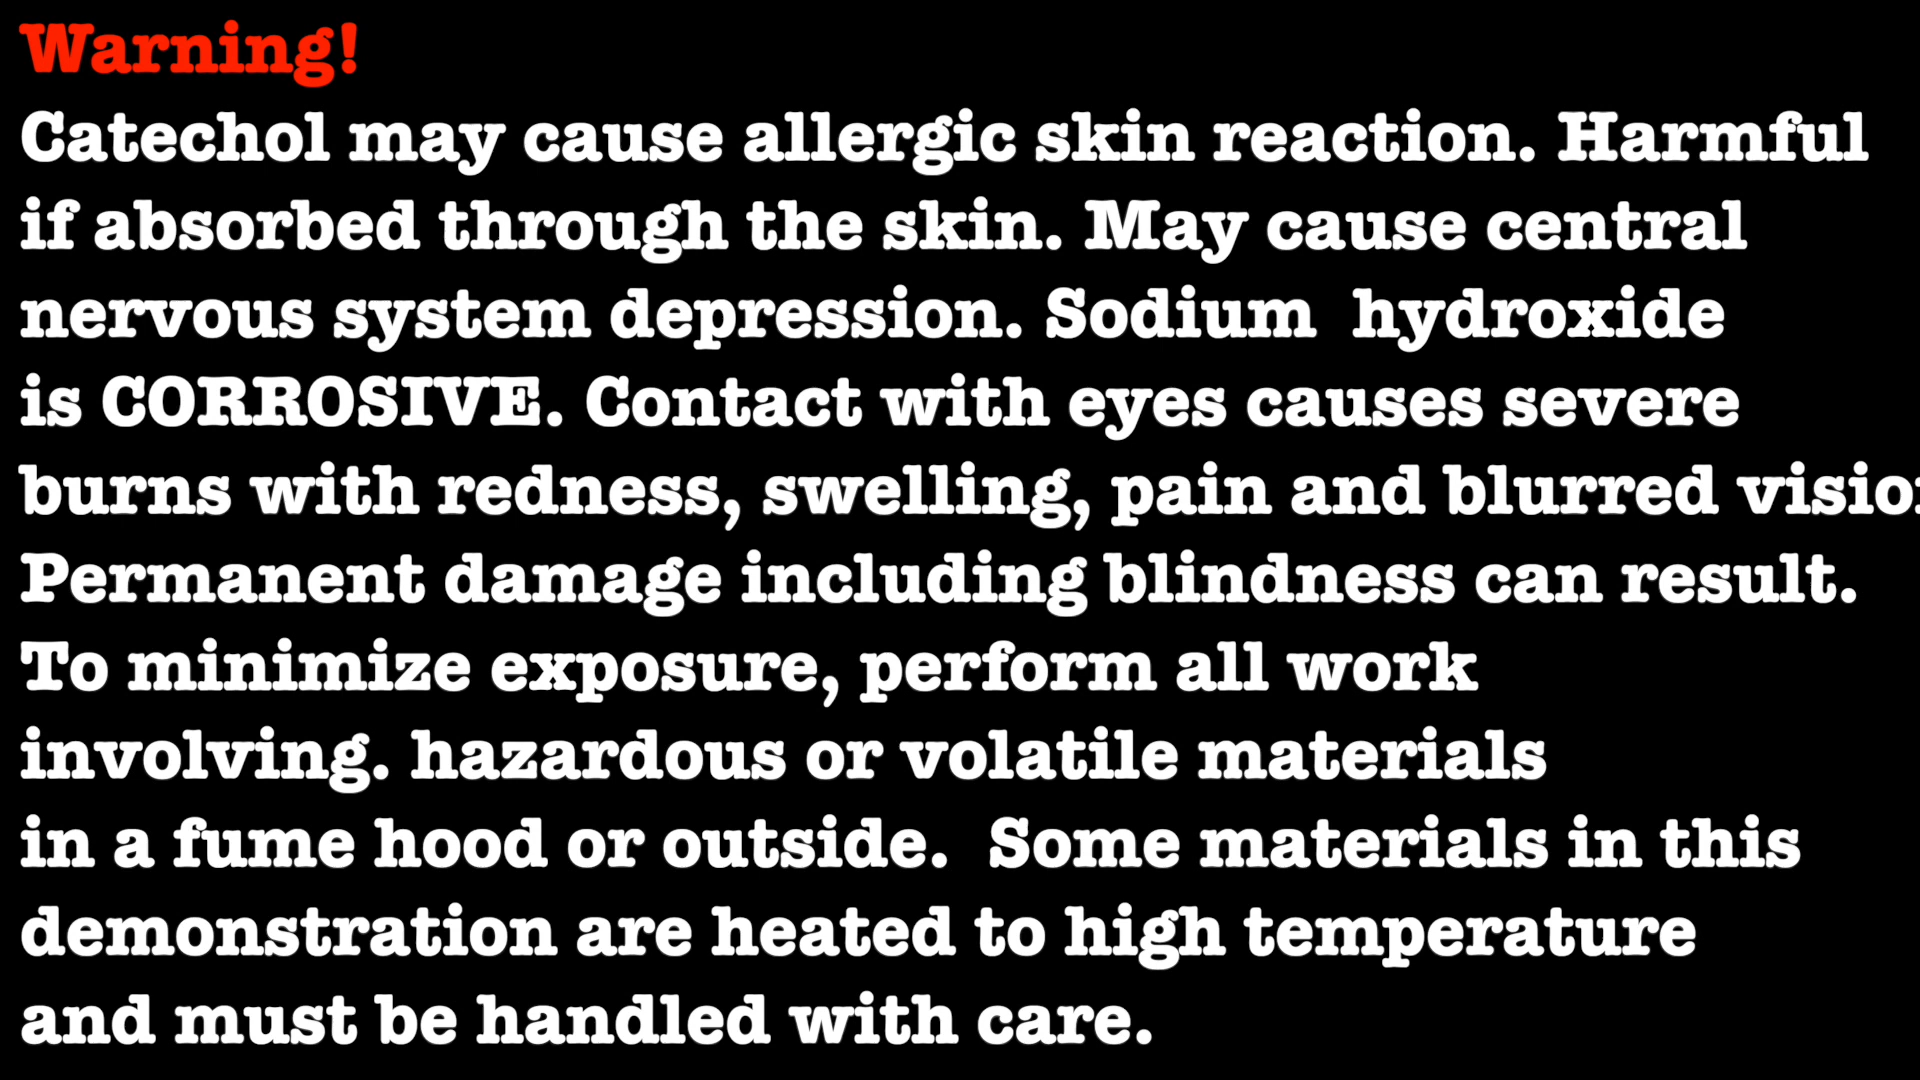 Warning!
Catechol may cause allergic skin reaction. Harmful
if absorbed through the skin. May cause central
nervous system depression. Sodium  hydroxide
is CORROSIVE. Contact with eyes causes severe
burns with redness, swelling, pain and blurred visio
Permanent damage including blindness can result.
To minimize exposure, perform all work
involving. hazardous or volatile materials
in a fume hood or outside.  Some materials in this
demonstration are heated to high temperature
and must be handled with care.